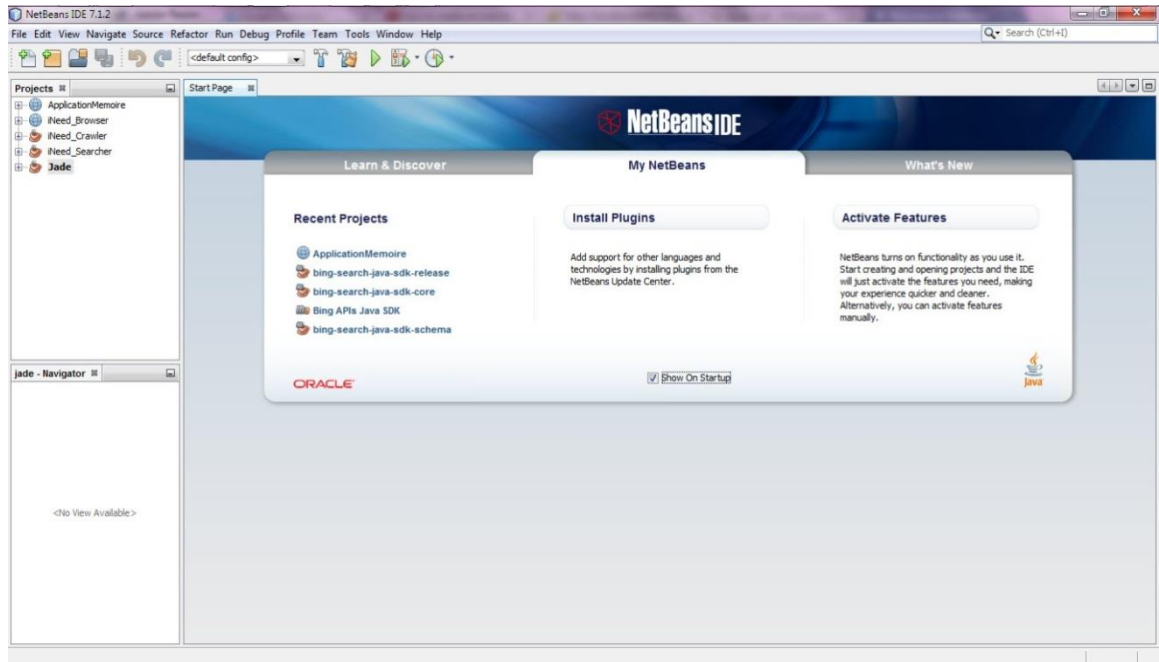 NetBeans IDE 7.1.2
File Edit View Navigate Source Refactor Run Debug Profile Team Tools Window Help
Search (Ctrl+I)
<default config>
Projects
Start Page
ApplicationMemoire
iNeed_Browser
iNeed_Crawler
iNeed_Searcher
Jade
NetBeans IDE
Learn & Discover
My NetBeans
What's New
Recent Projects
ApplicationMemoire
bing-search-java-sdk-release
bing-search-java-sdk-core
Bing APIs Java SDK
bing-search-java-sdk-schema
Install Plugins
Add support for other languages and
technologies by installing plugins from the
NetBeans Update Center.
Activate Features
NetBeans turns on functionality as you use it.
Start creating and opening projects and the IDE
will just activate the features you need, making
your experience quicker and cleaner.
Alternatively, you can activate features
manually.
ORACLE
Show On Startup
Java
jade - Navigator
<No View Available>